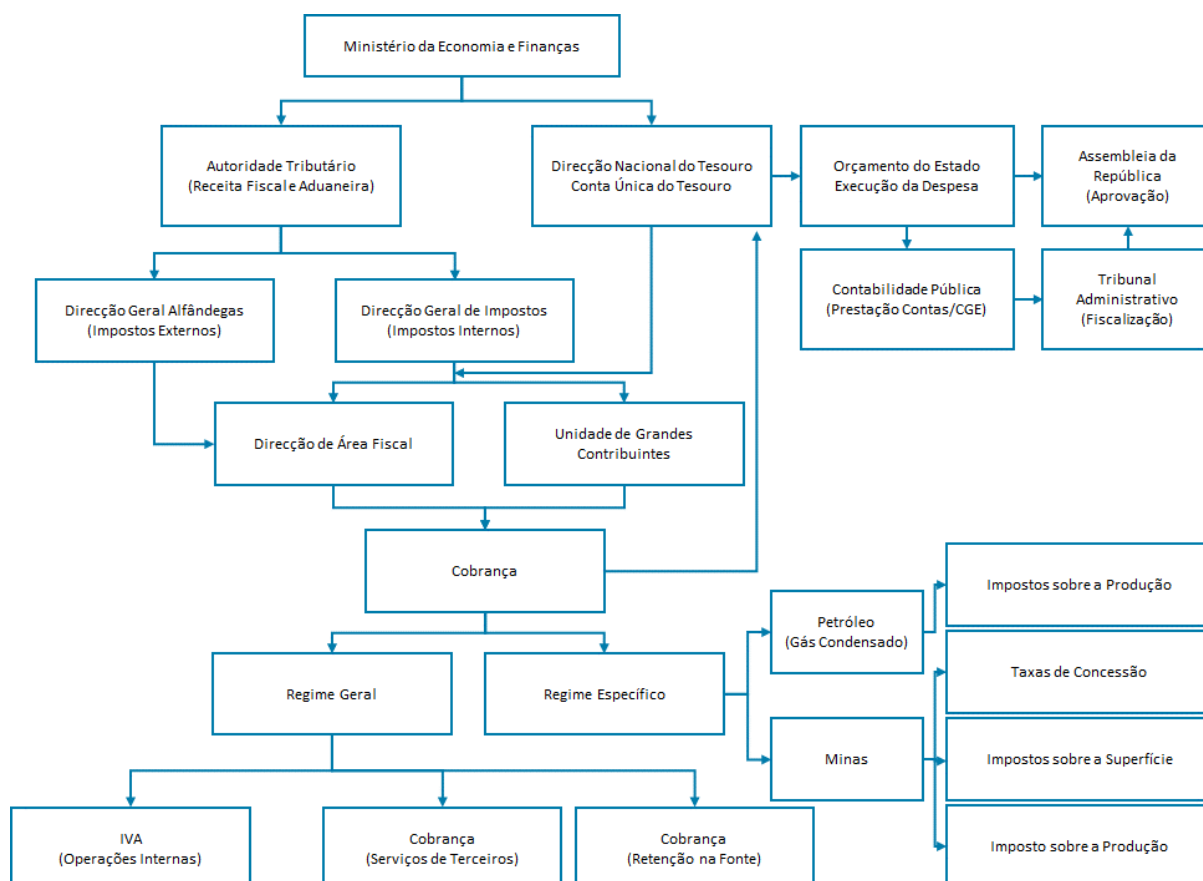 Ministério da Economia e Finanças
Autoridade Tributário
(Receita Fiscal e Aduaneira)
Direcção Nacional do Tesouro
Conta Única do Tesouro
Orçamento do Estado
Execução da Despesa
Assembleia da
República
(Aprovação)
Direcção Geral Alfândegas
(Impostos Externos)
Direcção Geral de Impostos
(Impostos Internos)
Contabilidade Pública
(Prestação Contas/CGE)
Tribunal
Administrativo
(Fiscalização)
Direcção de Área Fiscal
Unidade de Grandes
Contribuintes
Cobrança
Impostos sobre a Produção
Petróleo
(Gás Condensado)
Regime Geral
Regime Específico
Taxas de Concessão
Minas
Impostos sobre a Superfície
IVA
(Operações Internas)
Cobrança
(Serviços de Terceiros)
Cobrança
(Retenção na Fonte)
Imposto sobre a Produção